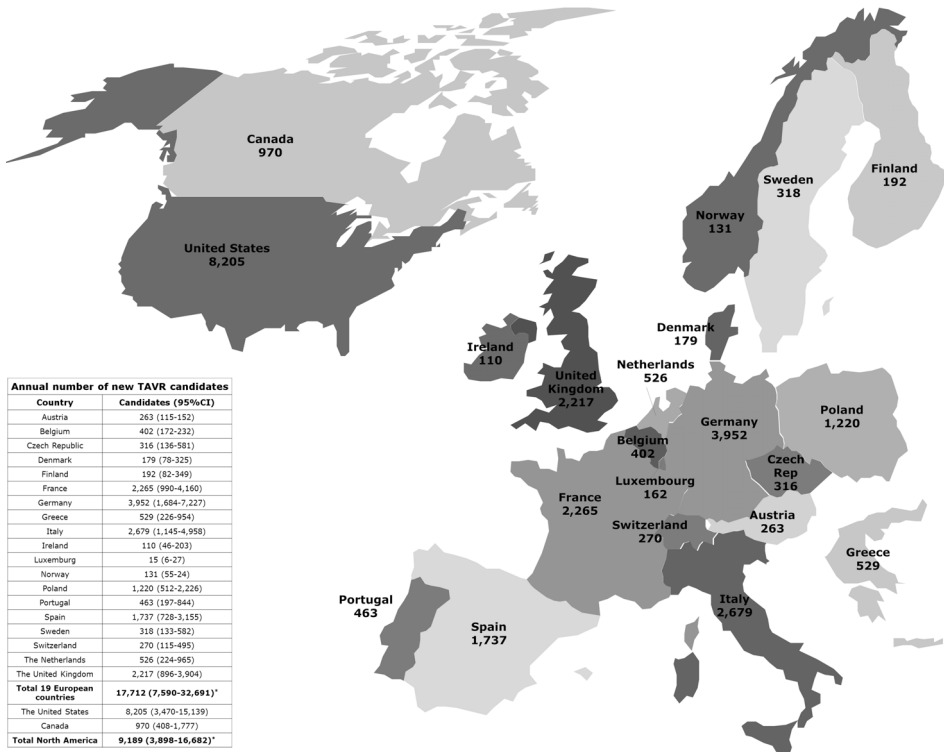 Canada
970
United States
8,205
Sweden
318
Finland
192
Norway
131
Denmark
179
Ireland
110
Netherlands
526
United
Kingdom
2,217
Germany
3,952
Poland
1,220
Belgium
402
Czech
Rep
316
Luxembourg
162
France
2,265
Austria
263
Switzerland
270
Greece
529
Portugal
463
Spain
1,737
Italy
2,679
Annual number of new TAVR candidates
Country Candidates (95%CI)
Austria 263 (115-152)
Belgium 402 (172-232)
Czech Republic 316 (136-581)
Denmark 179 (78-325)
Finland 192 (82-349)
France 2,265 (990-4,160)
Germany 3,952 (1,684-7,227)
Greece 529 (226-954)
Italy 2,679 (1,145-4,958)
Ireland 110 (46-203)
Luxemburg 15 (6-27)
Norway 131 (55-24)
Poland 1,220 (512-2,226)
Portugal 463 (197-844)
Spain 1,737 (728-3,155)
Sweden 318 (133-582)
Switzerland 270 (115-495)
The Netherlands 526 (224-965)
The United Kingdom 2,217 (896-3,904)
Total 19 European countries 17,712 (7,590-32,691)*
The United States 8,205 (3,470-15,139)
Canada 970 (408-1,777)
Total North America 9,189 (3,898-16,682)*